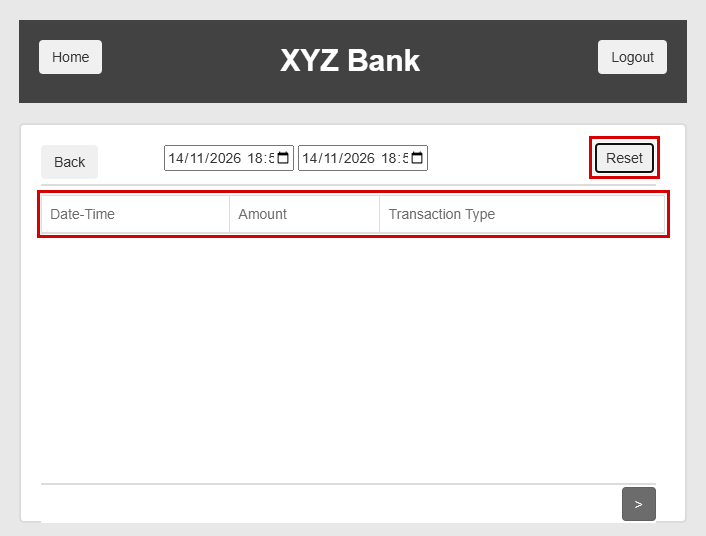 Home XYZ Bank Logout
Back 14/11/2026 18:5 14/11/2026 18:5 Reset
Date-Time Amount Transaction Type
>